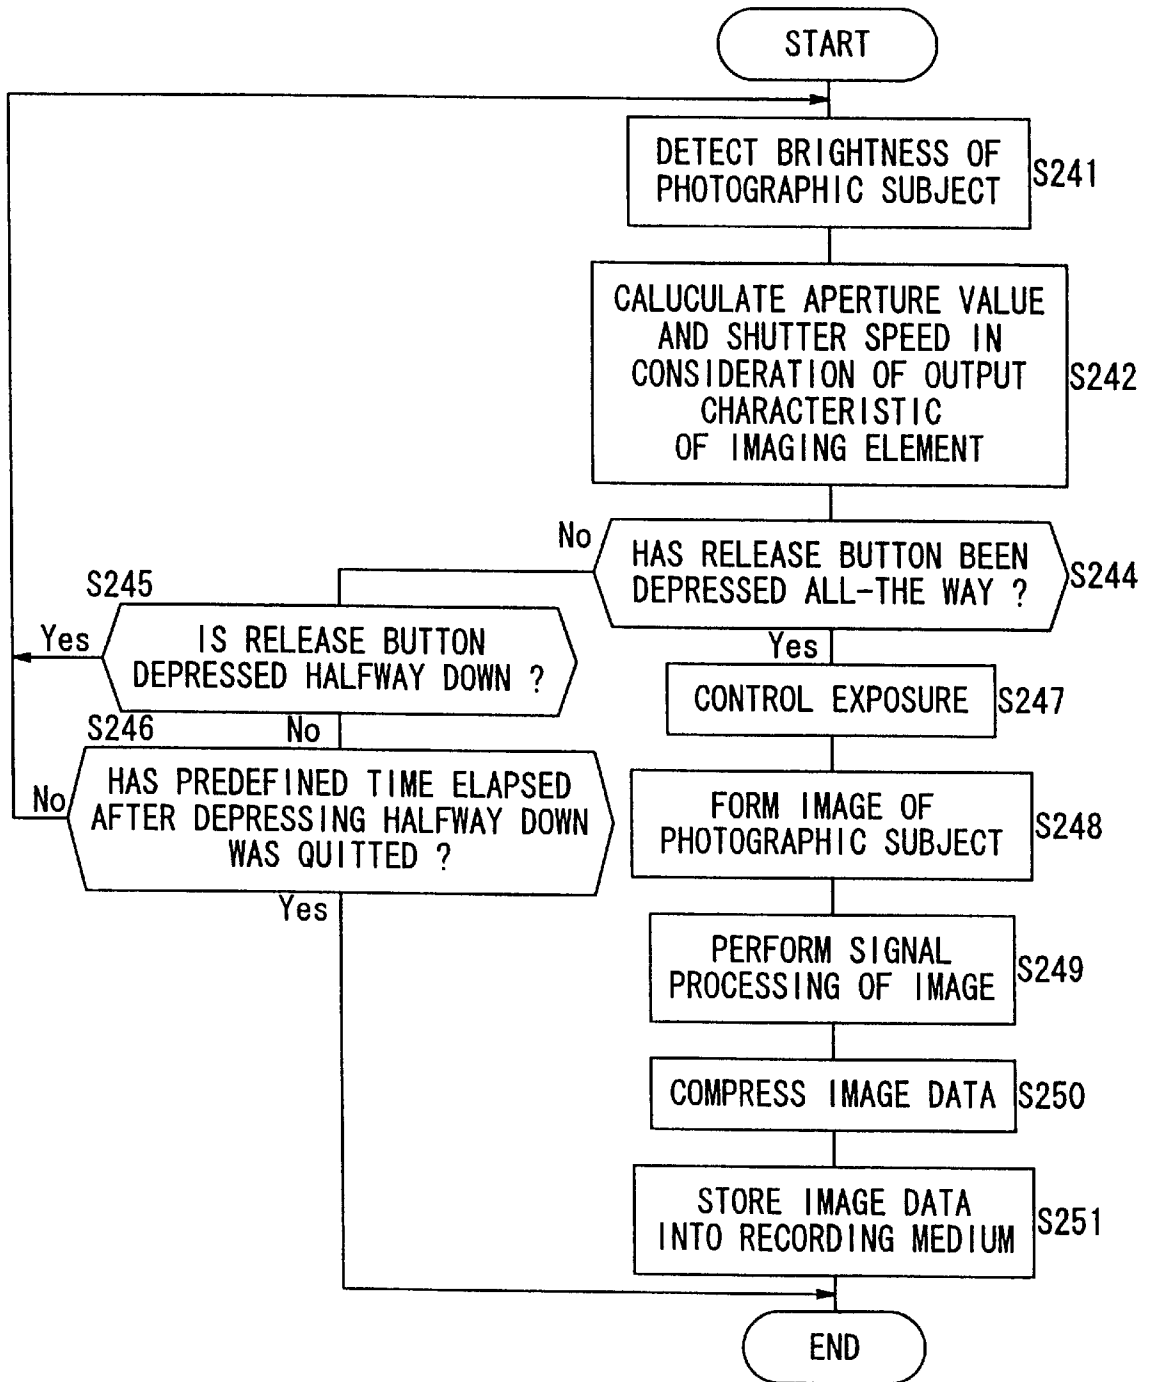 START
DETECT BRIGHTNESS OF
PHOTOGRAPHIC SUBJECT
S241
CALUCULATE APERTURE VALUE
AND SHUTTER SPEED IN
CONSIDERATION OF OUTPUT
CHARACTERISTIC
OF IMAGING ELEMENT
S242
No
HAS RELEASE BUTTON BEEN
DEPRESSED ALL-THE WAY ?
S244
Yes
S245
Yes
IS RELEASE BUTTON
DEPRESSED HALFWAY DOWN ?
No
S246
No
HAS PREDEFINED TIME ELAPSED
AFTER DEPRESSING HALFWAY DOWN
WAS QUITTED ?
Yes
CONTROL EXPOSURE
S247
FORM IMAGE OF
PHOTOGRAPHIC SUBJECT
S248
PERFORM SIGNAL
PROCESSING OF IMAGE
S249
COMPRESS IMAGE DATA
S250
STORE IMAGE DATA
INTO RECORDING MEDIUM
S251
END